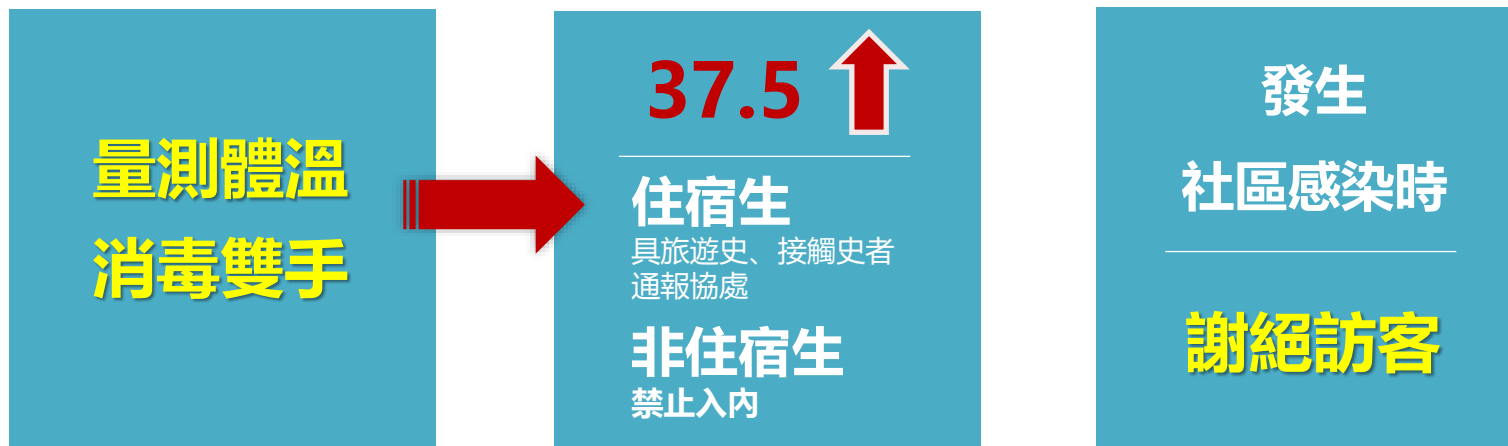 量測體溫
消毒雙手
37.5
住宿生
具旅遊史、接觸史者
通報協處
非住宿生
禁止入內
發生
社區感染時
謝絕訪客